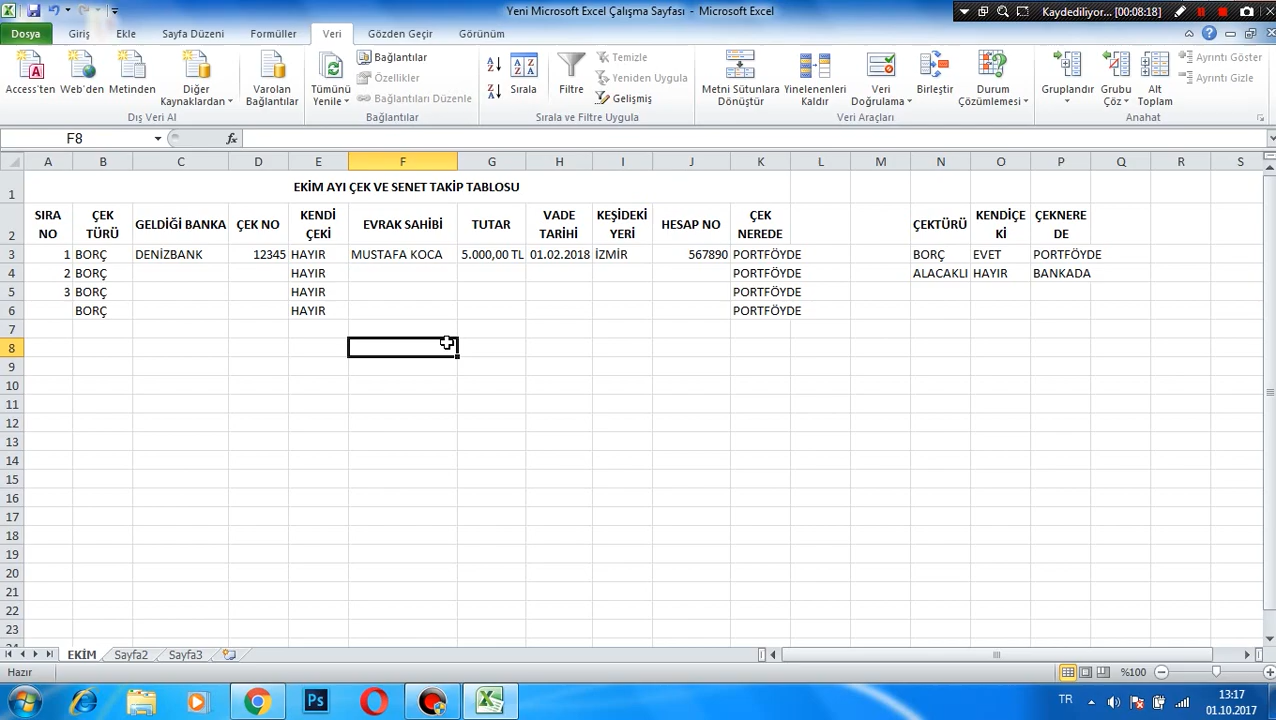 Yeni Microsoft Excel Çalışma Sayfası - Microsoft Excel
Kaydediliyor... [00:08:18]
Dosya Giriş Ekle Sayfa Düzeni Formüller Veri Gözden Geçir Görünüm
Access'ten Web'den Metinden Diğer Kaynaklardan Varolan Bağlantılar
Dış Veri Al
Tümünü Yenile Bağlantılar Özellikler Bağlantıları Düzenle
Bağlantılar
Sırala Filtre Temizle Yeniden Uygula Gelişmiş
Sırala ve Filtre Uygula
Metni Sütunlara Dönüştür Yinelenenleri Kaldır Veri Doğrulama Birleştir Durum Çözümlemesi
Veri Araçları
Gruplandır Grubu Çöz Alt Toplam Ayrıntı Göster Ayrıntı Gizle
Anahat
F8 fx
A B C D E F G H I J K L M N O P Q R S
1 EKİM AYI ÇEK VE SENET TAKİP TABLOSU
2 SIRA NO ÇEK TÜRÜ GELDİĞİ BANKA ÇEK NO KENDİ ÇEKİ EVRAK SAHİBİ TUTAR VADE TARİHİ KEŞİDEKİ YERİ HESAP NO ÇEK NEREDE ÇEKTÜRÜ KENDİÇEKİ ÇEKNEREDE
3 1 BORÇ DENİZBANK 12345 HAYIR MUSTAFA KOCA 5.000,00 TL 01.02.2018 İZMİR 567890 PORTFÖYDE BORÇ EVET PORTFÖYDE
4 2 BORÇ HAYIR PORTFÖYDE ALACAKLI HAYIR BANKADA
5 3 BORÇ HAYIR PORTFÖYDE
6 BORÇ HAYIR PORTFÖYDE
7
8
9
10
11
12
13
14
15
16
17
18
19
20
21
22
23
EKİM Sayfa2 Sayfa3
Hazır %100
Ps TR 13:17
01.10.2017